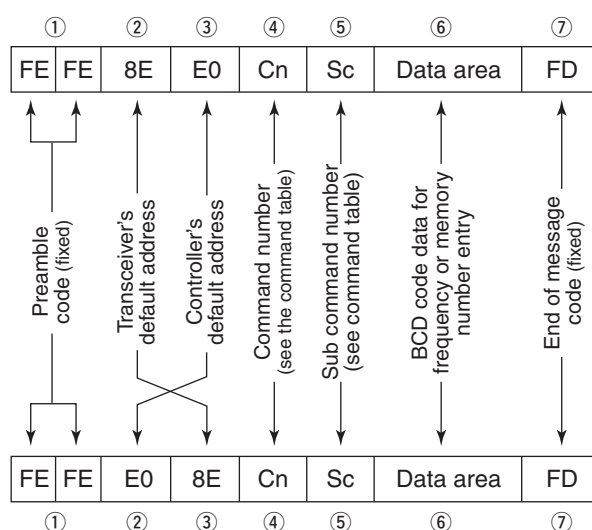 ① ② ③ ④ ⑤ ⑥ ⑦
FE FE 8E E0 Cn Sc Data area FD
Preamble
code (fixed)
Transceiver's
default address
Controller's
default address
Command number
(see the command table)
Sub command number
(see command table)
BCD code data for
frequency or memory
number entry
End of message
code (fixed)
FE FE E0 8E Cn Sc Data area FD
① ② ③ ④ ⑤ ⑥ ⑦